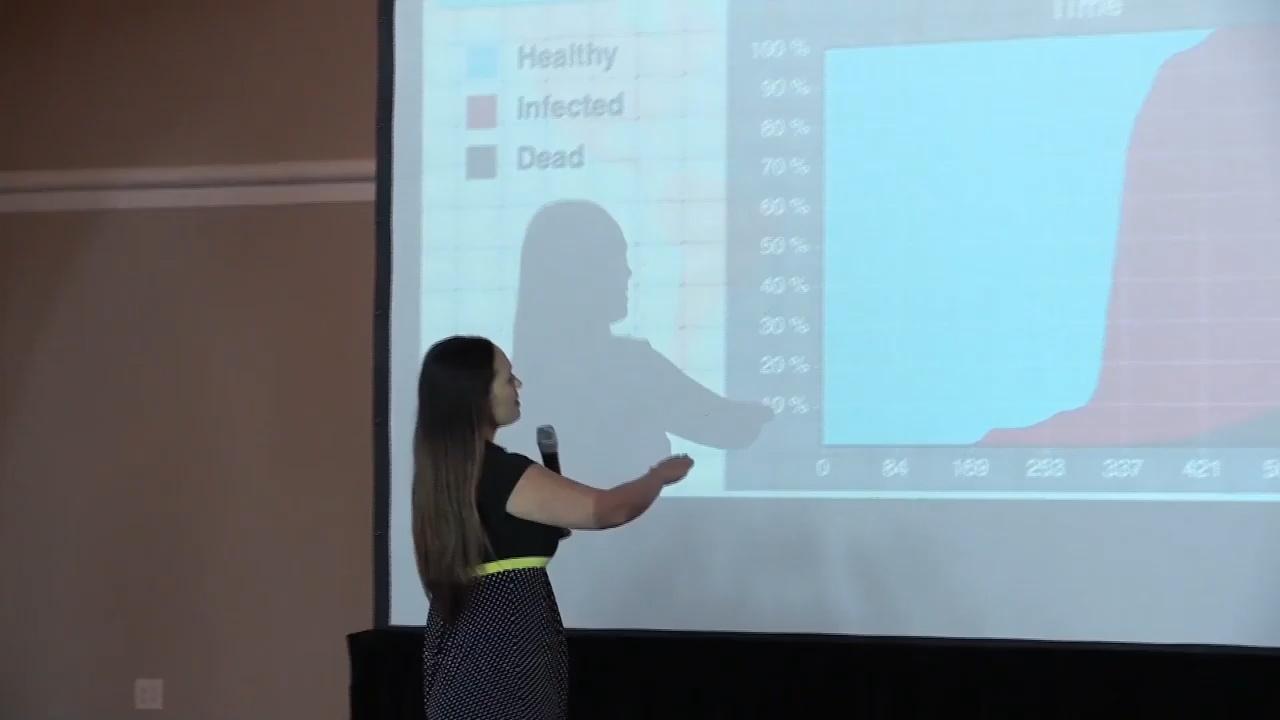 Time
Healthy
Infected
Dead
100 %
90 %
80 %
70 %
60 %
50 %
40 %
30 %
20 %
0 84 169 253 337 421